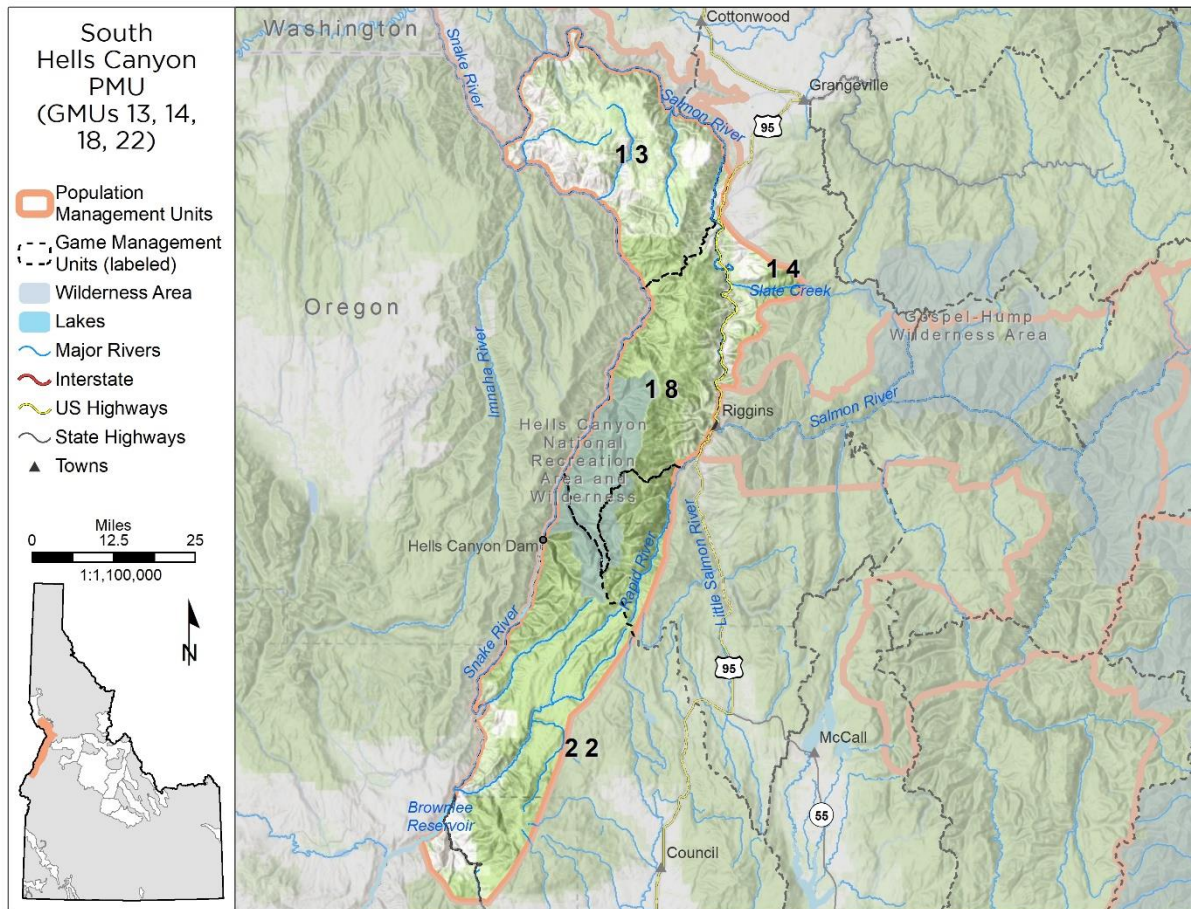 South
Hells Canyon
PMU
(GMUs 13, 14,
18, 22)
Population
Management Units
Game Management
Units (labeled)
Wilderness Area
Lakes
Major Rivers
Interstate
US Highways
State Highways
Towns
Miles
0 12.5 25
1:1,100,000
N
Washington
Cottonwood
Snake River
Grangeville
Salmon River
95
13
14
Slate Creek
Oregon
Gospel-Hump
Wilderness Area
Imnaha River
18
Riggins
Salmon River
Hells Canyon
National
Recreation
Area and
Wilderness
Hells Canyon Dam
Rapid River
Little Salmon River
Snake River
95
22
McCall
Brownlee
Reservoir
55
Council